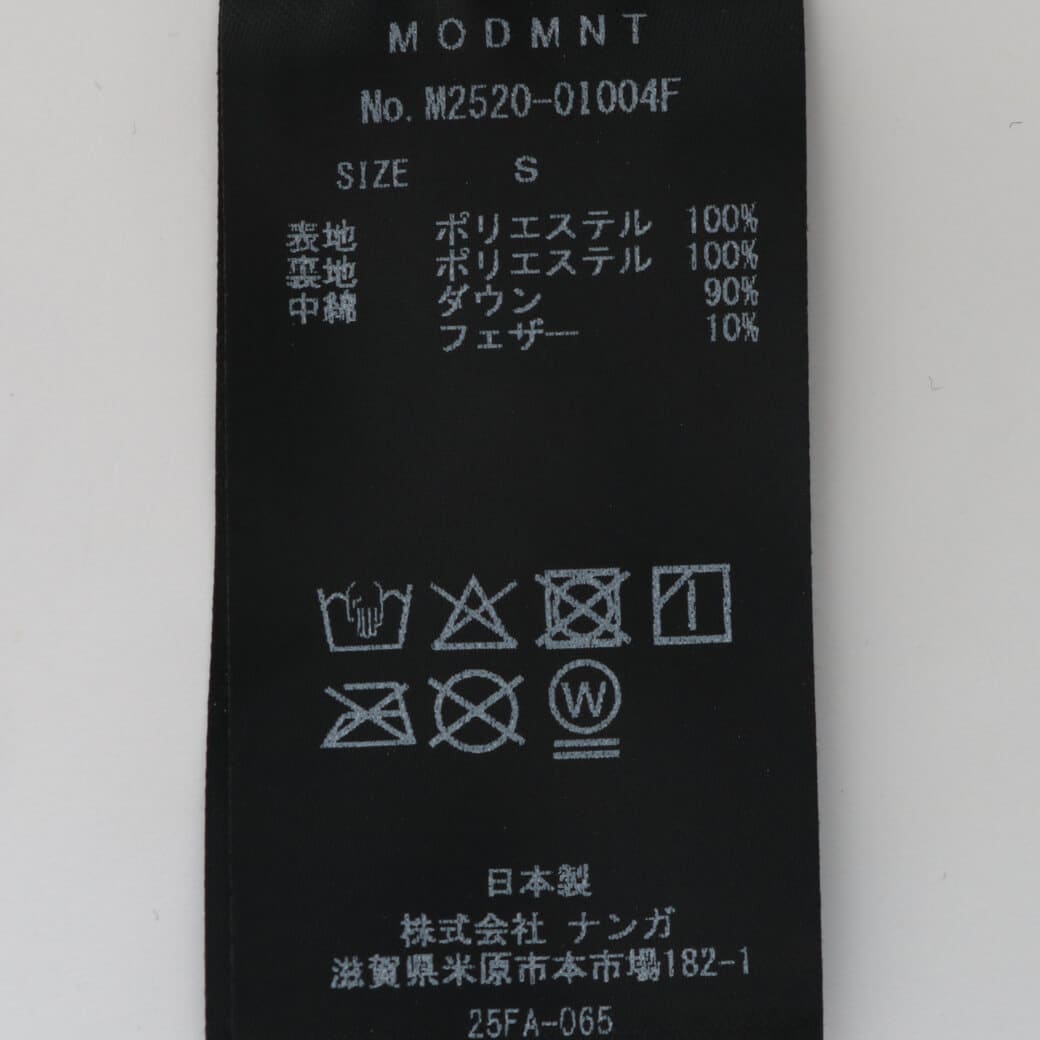 MODMNT
No. M2520-01004F
SIZE S
表地 ポリエステル 100%
裏地 ポリエステル 100%
中綿 ダウン 90%
フェザー 10%
W
日本製
株式会社 ナンガ
滋賀県米原市本市場182-1
25FA-065